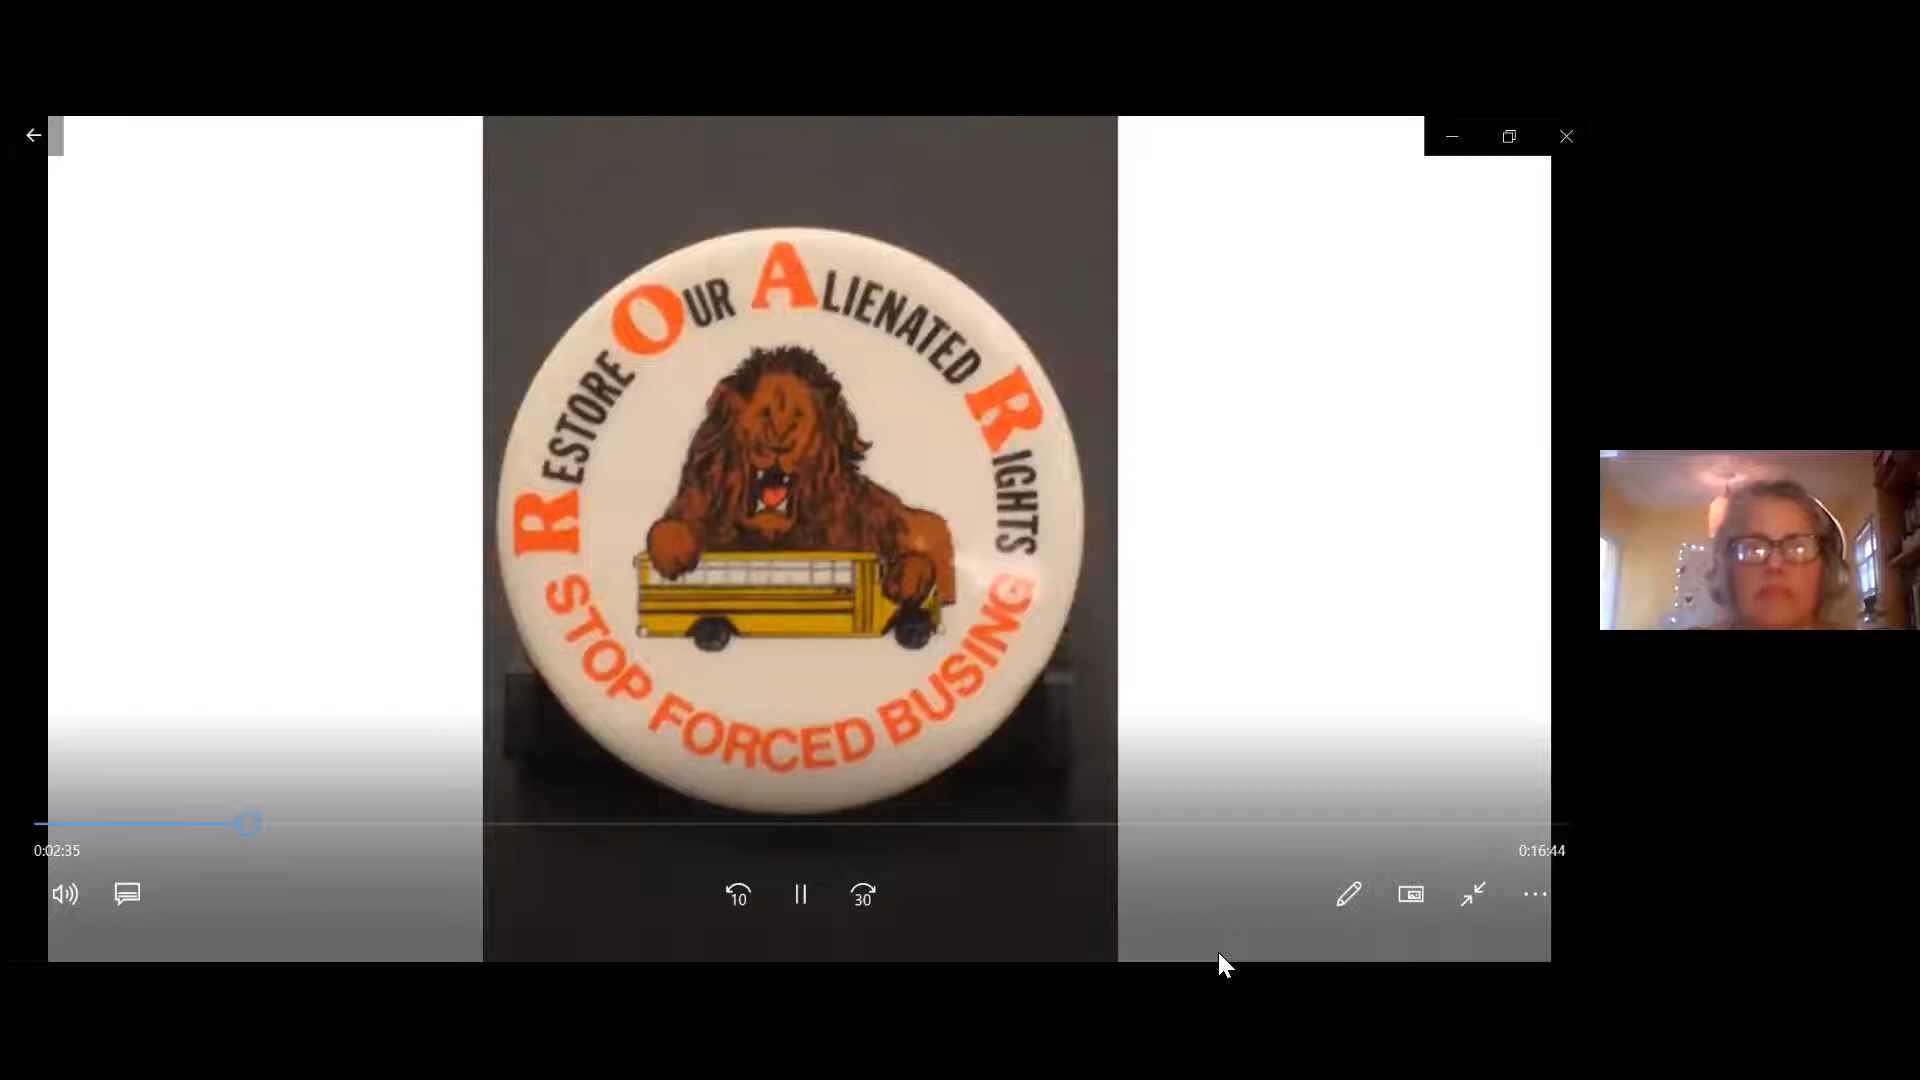 RESTORE OUR ALIENATED RIGHTS
STOP FORCED BUSING
0:02:35
0:16:44
10
30